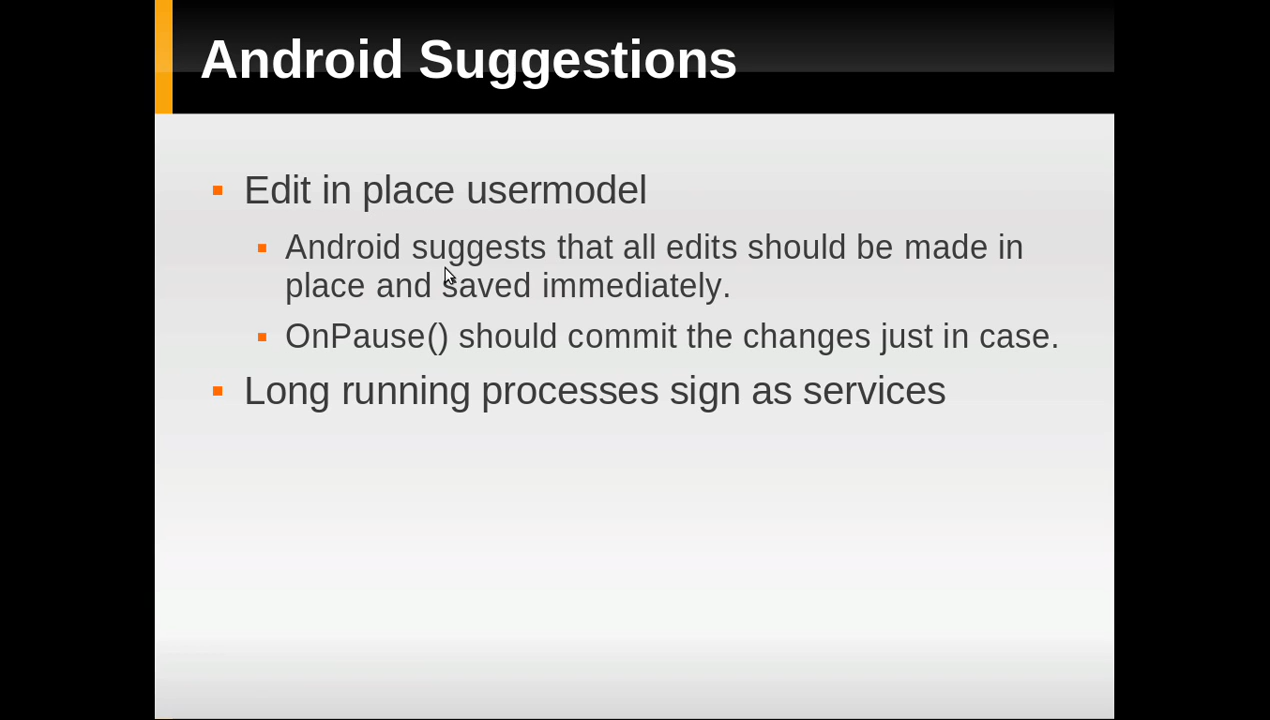 Android Suggestions
Edit in place usermodel
Android suggests that all edits should be made in
place and saved immediately.
OnPause() should commit the changes just in case.
Long running processes sign as services